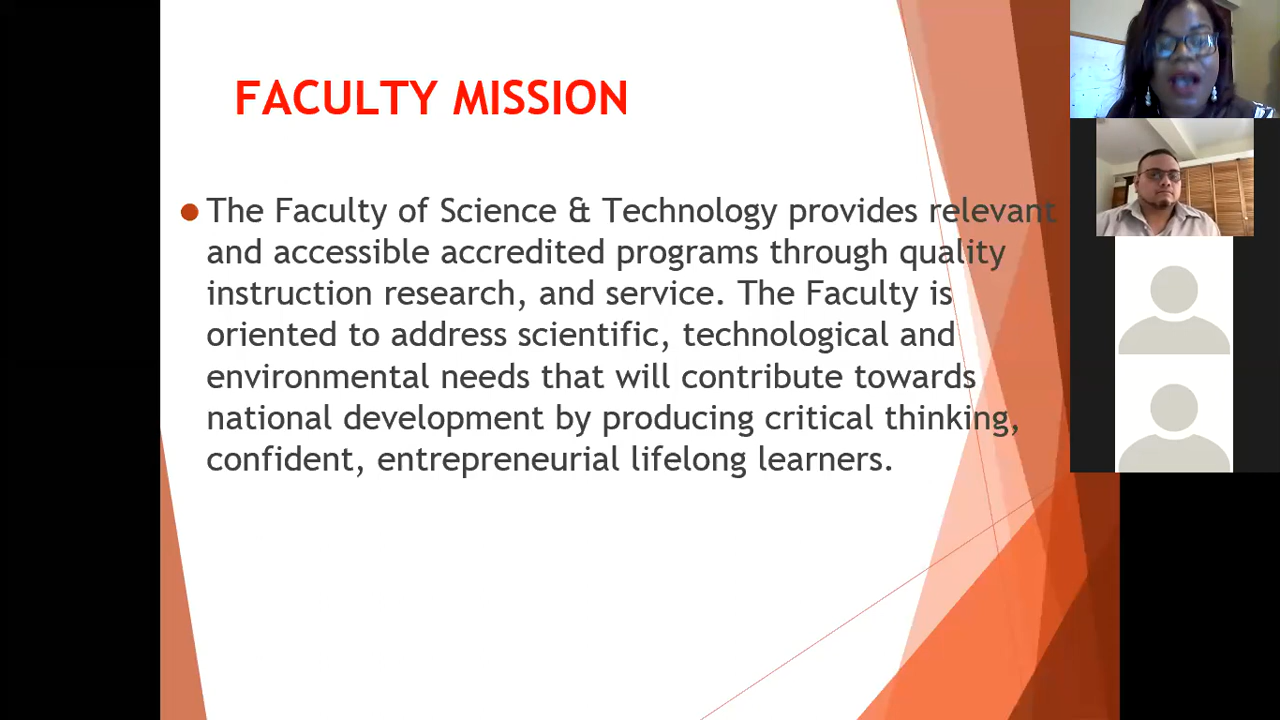 FACULTY MISSION
The Faculty of Science & Technology provides relevant
and accessible accredited programs through quality
instruction research, and service. The Faculty is
oriented to address scientific, technological and
environmental needs that will contribute towards
national development by producing critical thinking,
confident, entrepreneurial lifelong learners.